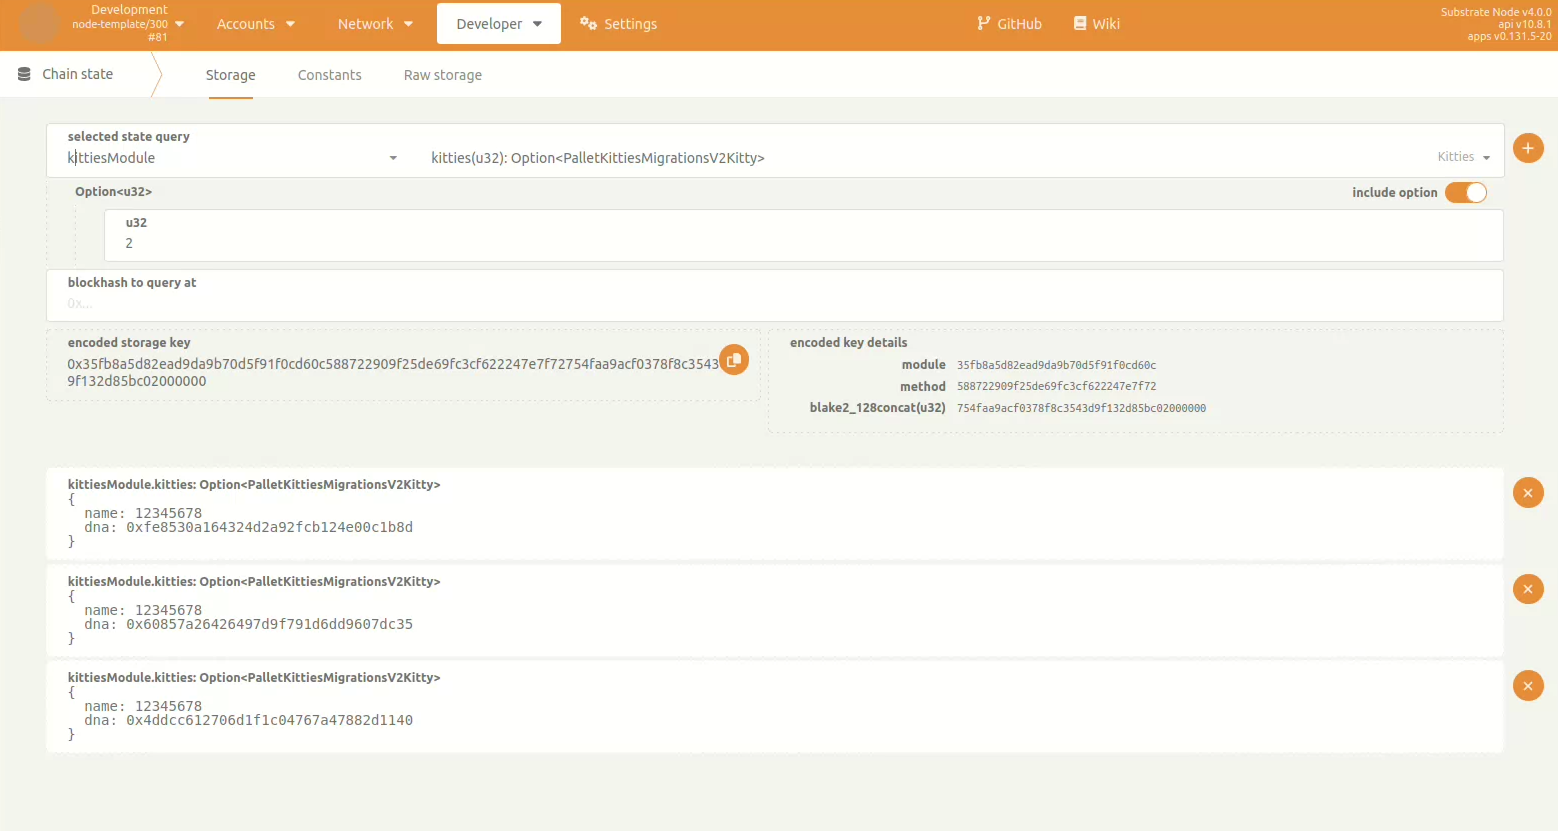 Development
node-template/300
#81
Accounts
Network
Developer
Settings
GitHub
Wiki
Substrate Node v4.0.0
api v10.8.1
apps v0.131.5-20
Chain state
Storage
Constants
Raw storage
selected state query
kittiesModule
kitties(u32): Option<PalletKittiesMigrationsV2Kitty>
Kitties
Option<u32>
include option
u32
2
blockhash to query at
0x...
encoded storage key
0x35fb8a5d82ead9da9b70d5f91f0cd60c588722909f25de69fc3cf622247e7f72754faa9acf0378f8c3543
9f132d85bc02000000
encoded key details
module 35fb8a5d82ead9da9b70d5f91f0cd60c
method 588722909f25de69fc3cf622247e7f72
blake2_128concat(u32) 754faa9acf0378f8c3543d9f132d85bc02000000
kittiesModule.kitties: Option<PalletKittiesMigrationsV2Kitty>
{
name: 12345678
dna: 0xfe8530a164324d2a92fcb124e00c1b8d
}
kittiesModule.kitties: Option<PalletKittiesMigrationsV2Kitty>
{
name: 12345678
dna: 0x60857a26426497d9f791d6dd9607dc35
}
kittiesModule.kitties: Option<PalletKittiesMigrationsV2Kitty>
{
name: 12345678
dna: 0x4ddcc612706d1f1c04767a47882d1140
}